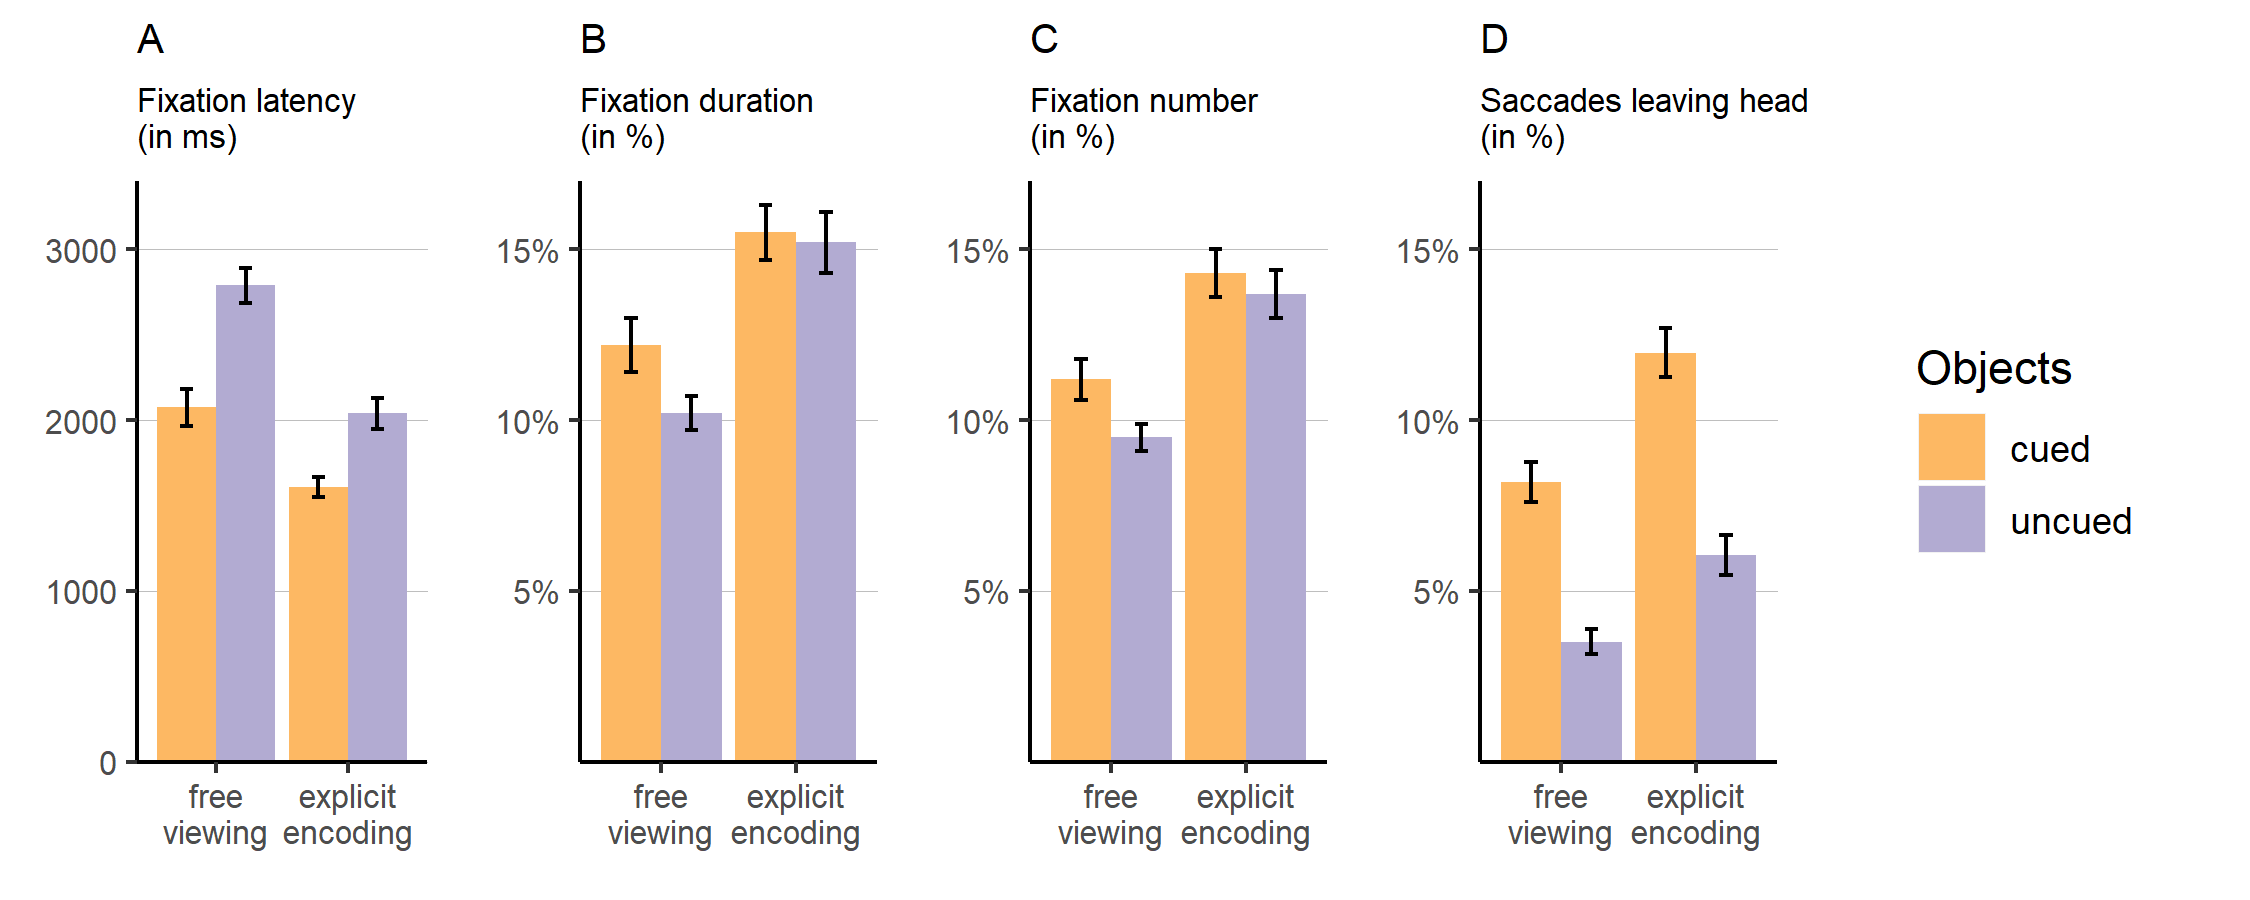 A
Fixation latency
(in ms)
3000
2000
1000
0
free
viewing
explicit
encoding
B
Fixation duration
(in %)
15%
10%
5%
free
viewing
explicit
encoding
C
Fixation number
(in %)
15%
10%
5%
free
viewing
explicit
encoding
D
Saccades leaving head
(in %)
15%
10%
5%
free
viewing
explicit
encoding
Objects
cued
uncued